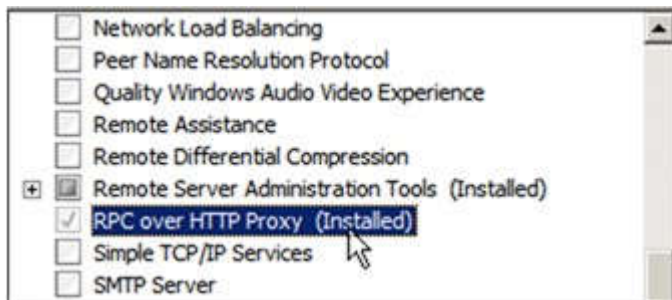 Network Load Balancing
Peer Name Resolution Protocol
Quality Windows Audio Video Experience
Remote Assistance
Remote Differential Compression
Remote Server Administration Tools (Installed)
RPC over HTTP Proxy (Installed)
Simple TCP/IP Services
SMTP Server